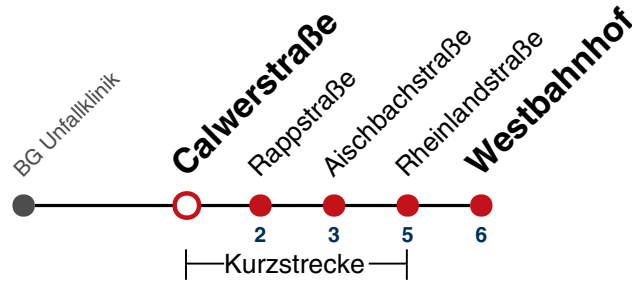 BG Unfallklinik
Calwerstraße
Rappstraße
Aischbachstraße
Rheinlandstraße
Westbahnhof
2
3
5
6
Kurzstrecke